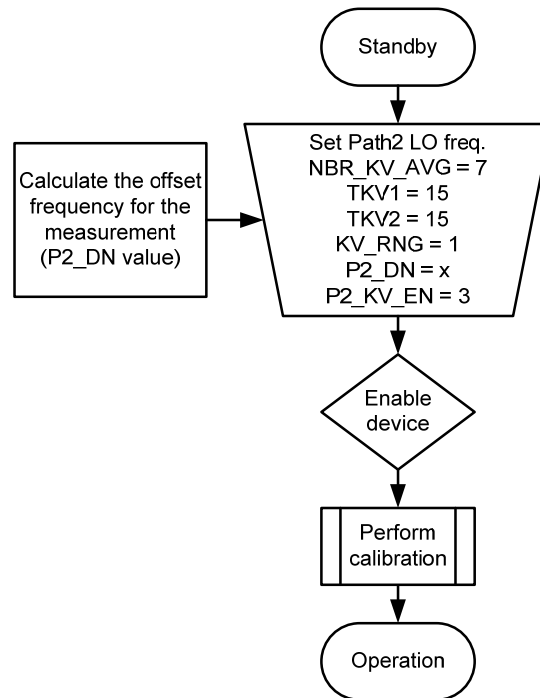 Standby
Calculate the offset
frequency for the
measurement
(P2_DN value)
Set Path2 LO freq.
NBR_KV_AVG = 7
TKV1 = 15
TKV2 = 15
KV_RNG = 1
P2_DN = x
P2_KV_EN = 3
Enable
device
Perform
calibration
Operation